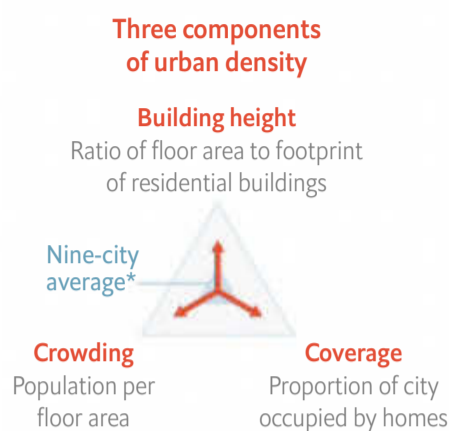 Three components
of urban density
Building height
Ratio of floor area to footprint
of residential buildings
Nine-city
average*
Crowding
Population per
floor area
Coverage
Proportion of city
occupied by homes